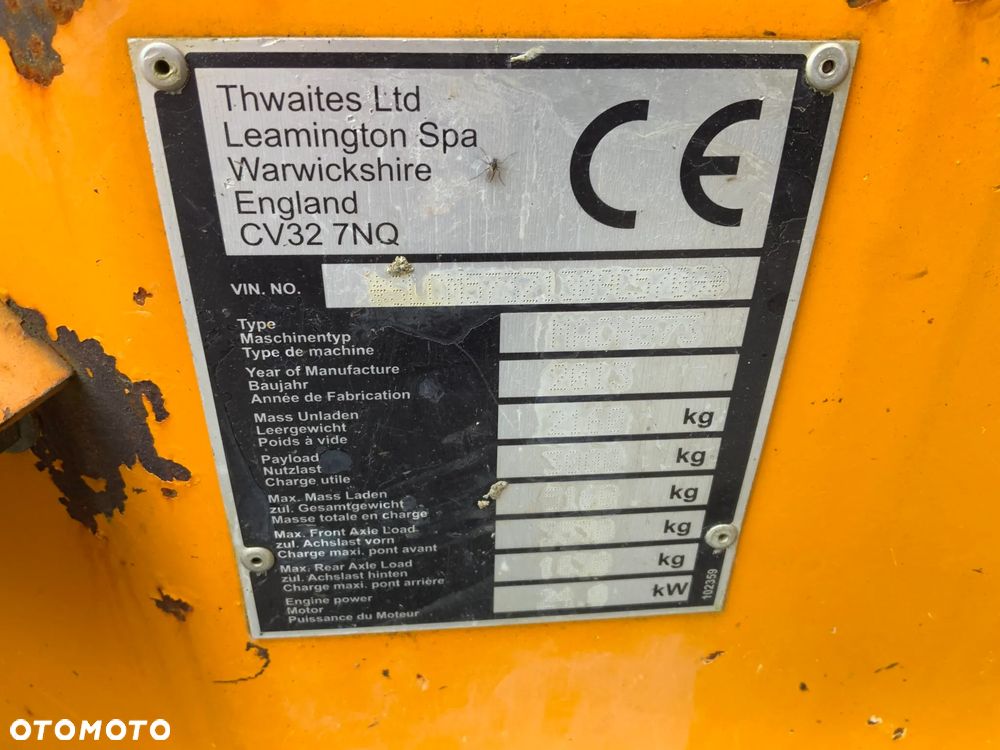 Thwaites Ltd
Leamington Spa
Warwickshire
England
CV32 7NQ
CE
VIN. NO.
Type
Maschinentyp
Type de machine
Year of Manufacture
Baujahr
Année de Fabrication
Mass Unladen
Leergewicht
Poids à vide
kg
Payload
Nutzlast
Charge utile
kg
Max. Mass Laden
zul. Gesamtgewicht
Masse totale en charge
kg
Max. Front Axle Load
zul. Achslast vorn
Charge maxi. pont avant
kg
Max. Rear Axle Load
zul. Achslast hinten
Charge maxi. pont arrière
kg
Engine power
Motor
Puissance du Moteur
kW
102359
OTOMOTO